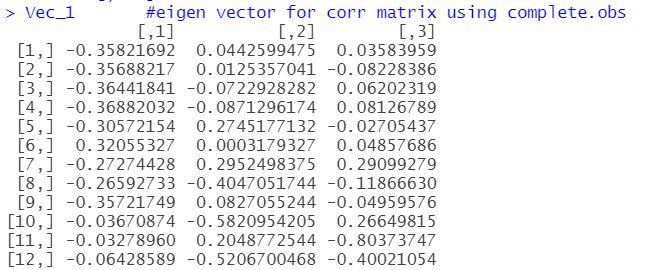 > Vec_1 #eigen vector for corr matrix using complete.obs
[,1] [,2] [,3]
[1,] -0.35821692 0.0442599475 0.03583959
[2,] -0.35688217 0.0125357041 -0.08228386
[3,] -0.36441841 -0.0722928282 0.06202319
[4,] -0.36882032 -0.0871296174 0.08126789
[5,] -0.30572154 0.2745177132 -0.02705437
[6,] 0.32055327 0.0003179327 0.04857686
[7,] -0.27274428 0.2952498375 0.29099279
[8,] -0.26592733 -0.4047051744 -0.11866630
[9,] -0.35721749 0.0827055244 -0.04959576
[10,] -0.03670874 -0.5820954205 0.26649815
[11,] -0.03278960 0.2048772544 -0.80373747
[12,] -0.06428589 -0.5206700468 -0.40021054